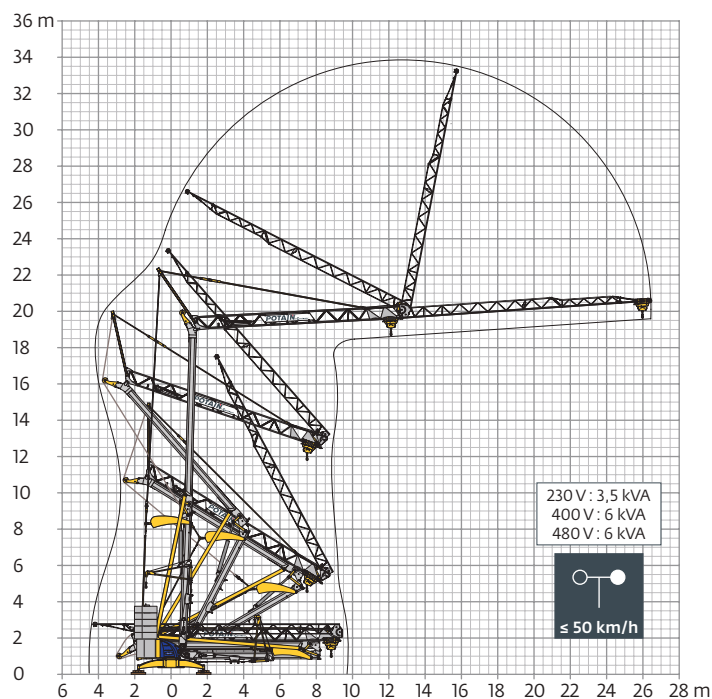 36 m
34
32
30
28
26
24
22
20
18
16
14
12
10
8
6
4
2
0
POTAIN
POTAIN
230 V : 3,5 kVA
400 V : 6 kVA
480 V : 6 kVA
≤ 50 km/h
6 4 2 0 2 4 6 8 10 12 14 16 18 20 22 24 26 28 m